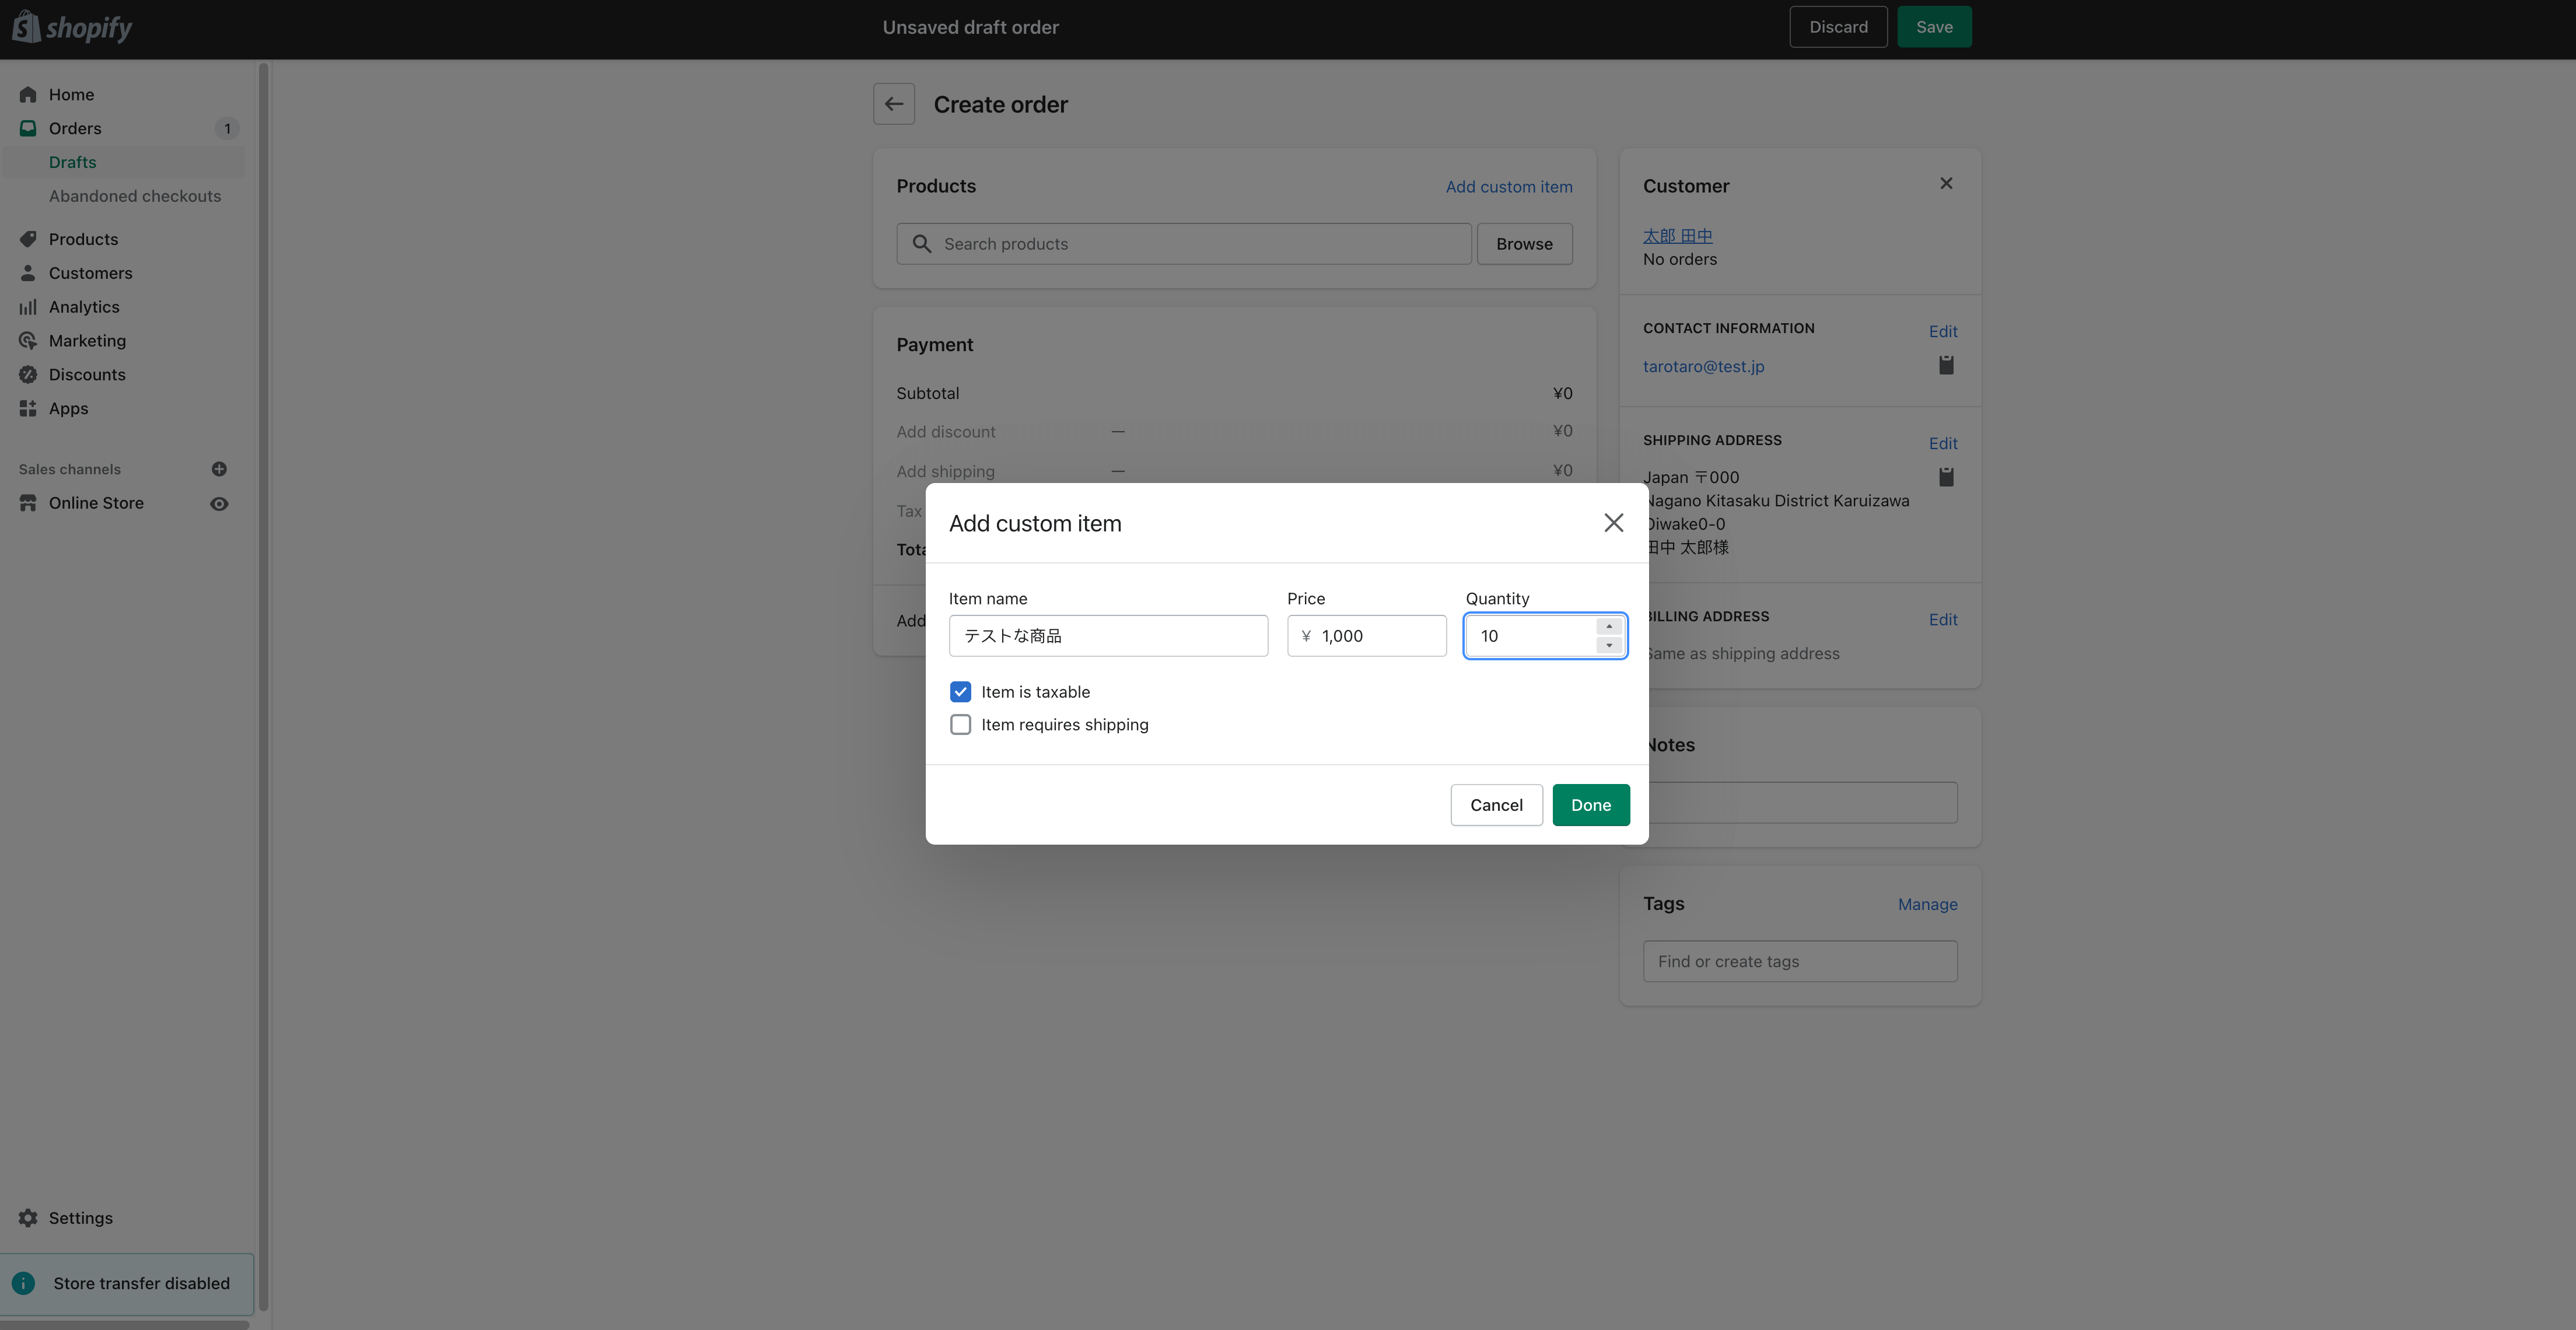 shopify
Unsaved draft order
Discard
Save
Home
Orders
1
Drafts
Abandoned checkouts
Products
Customers
Analytics
Marketing
Discounts
Apps
Sales channels
Online Store
Settings
Store transfer disabled
Create order
Products
Add custom item
Search products
Browse
Payment
Subtotal
¥0
Add discount
—
¥0
Add shipping
—
¥0
Tax
Add custom item
Item name
Price
Quantity
テストな商品
¥ 1,000
10
Item is taxable
Item requires shipping
Cancel
Done
Customer
太郎 田中
No orders
CONTACT INFORMATION
Edit
tarotaro@test.jp
SHIPPING ADDRESS
Edit
Japan 〒000
Nagano Kitasaku District Karuizawa
Oiwake0-0
田中 太郎様
BILLING ADDRESS
Edit
Same as shipping address
Notes
Tags
Manage
Find or create tags